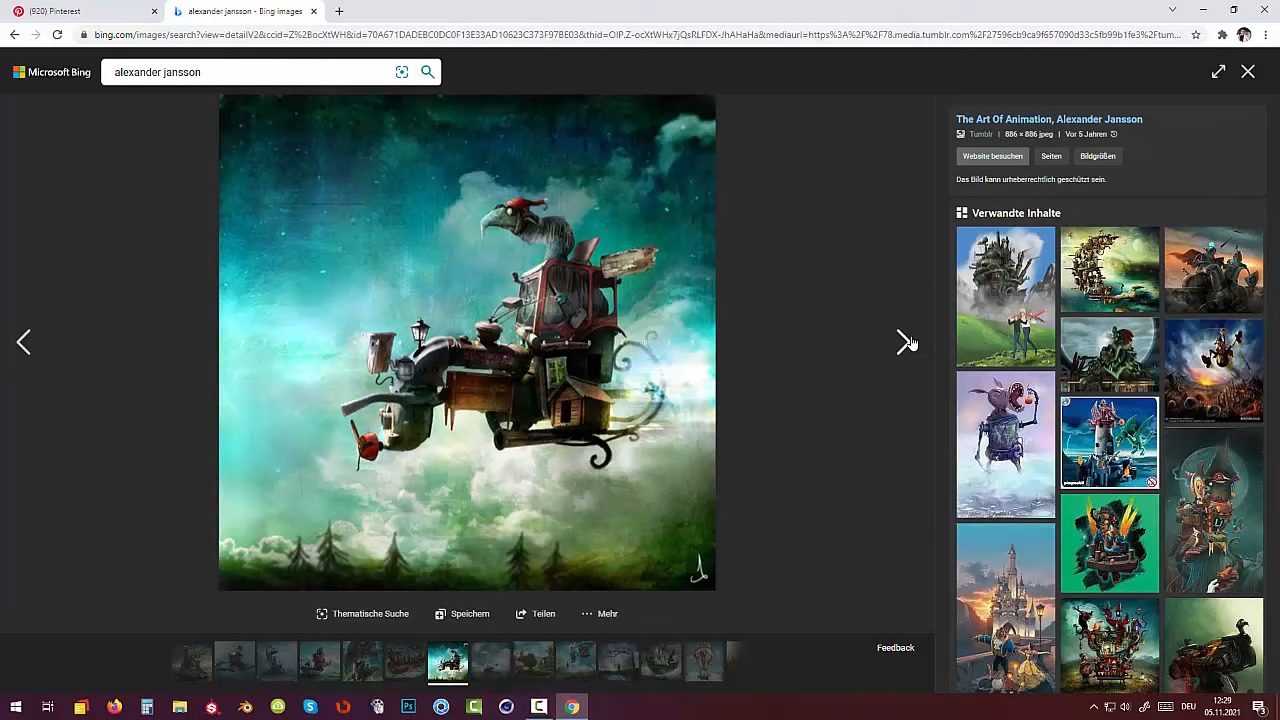 (920) Pinterest
alexander jansson - Bing images
bing.com/images/search?view=detailV2&ccid=Z%2BocXtWH&id=70A671DADEBC0DC0F13E33AD10623C373F97BE03&thid=OIP.Z-ocXtWHx7jQsRLFDX-JhAHaHa&mediaurl=https%3A%2F%2F78.media.tumblr.com%2F27596cb9ca9f657090d33c5fb99b1fe3%2Ftum...
Microsoft Bing
alexander jansson
The Art Of Animation, Alexander Jansson
Tumblr | 886 × 886 jpeg | Vor 5 Jahren
Website besuchen Seiten Bildgrößen
Das Bild kann urheberrechtlich geschützt sein.
Verwandte Inhalte
playmobil
Thematische Suche Speichern Teilen ... Mehr
Feedback
DEU
12:29
05.11.2021